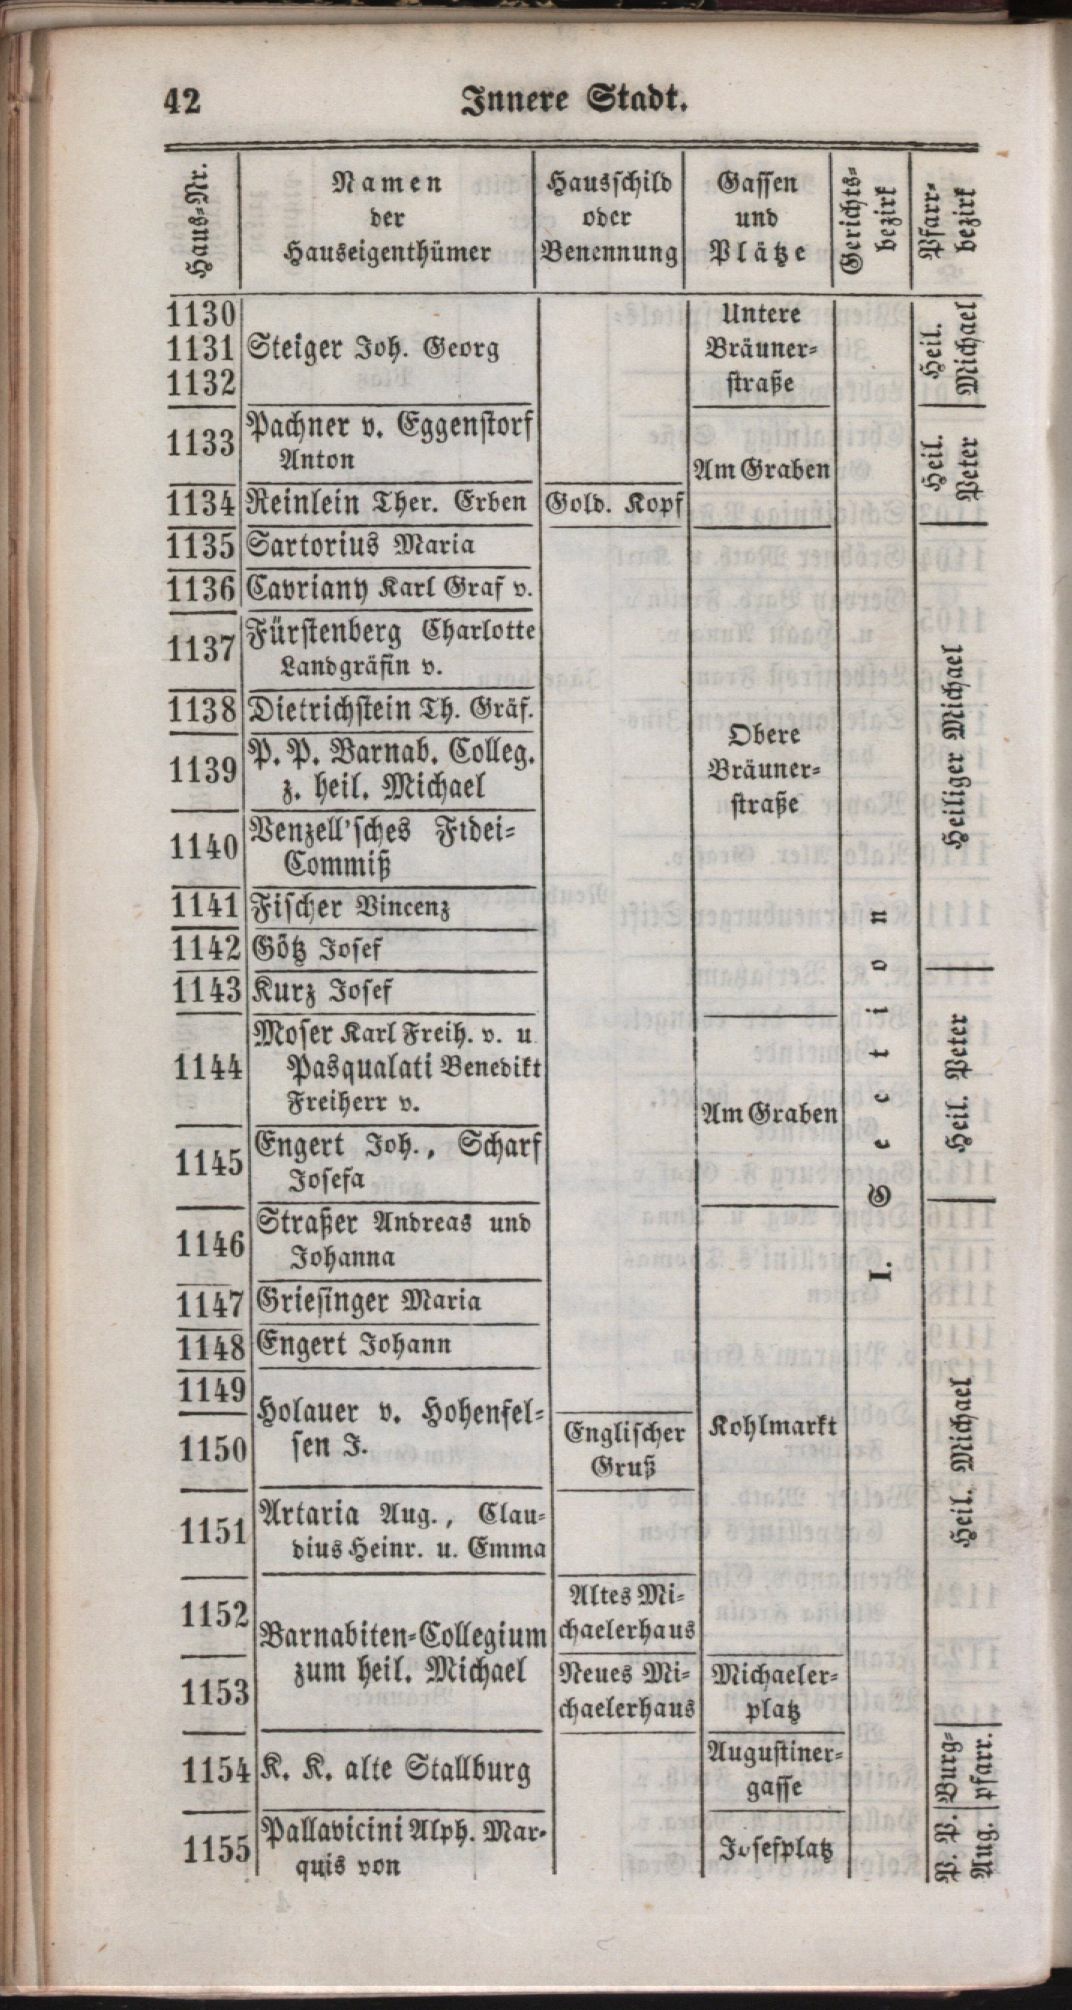 42 Innere Stadt.
Haus-Nr.
Namen
der
Hauseigenthümer
Hausschild
oder
Benennung
Gassen
und
Plätze
Gerichts-
bezirk
Pfarr-
bezirk
1130
1131 Steiger Joh. Georg
1132
Untere
Bräuner-
straße
Heil.
Michael
1133 Pachner v. Eggenstorf
Anton
Am Graben
Heil.
Peter
1134 Reinlein Ther. Erben Gold. Kopf
1135 Sartorius Maria
1136 Cavriany Karl Graf v.
1137 Fürstenberg Charlotte
Landgräfin v.
1138 Dietrichstein Th. Gräf.
1139 P. P. Barnab. Colleg.
z. heil. Michael
Obere
Bräuner-
straße
Heiliger Michael
1140 Venzell'sches Fidei-
Commiß
1141 Fischer Vincenz
1142 Götz Josef
1143 Kurz Josef
1144 Moser Karl Freih. v. u.
Pasqualati Benedikt
Freiherr v.
Am Graben
I. Section
Heil. Peter
1145 Engert Joh., Scharf
Josefa
1146 Straßer Andreas und
Johanna
1147 Griesinger Maria
1148 Engert Johann
1149
1150 Holauer v. Hohenfel-
sen J.
Englischer
Gruß
Kohlmarkt
Heil. Michael
1151 Artaria Aug., Clau-
dius Heinr. u. Emma
1152
1153 Barnabiten-Collegium
zum heil. Michael
Altes Mi-
chaelerhaus
Neues Mi-
chaelerhaus
Michaeler-
platz
1154 K. K. alte Stallburg
Augustiner-
gasse
Burg-
pfarr.
1155 Pallavicini Alph. Mar-
quis von
Josefplatz
P. P.
Aug.